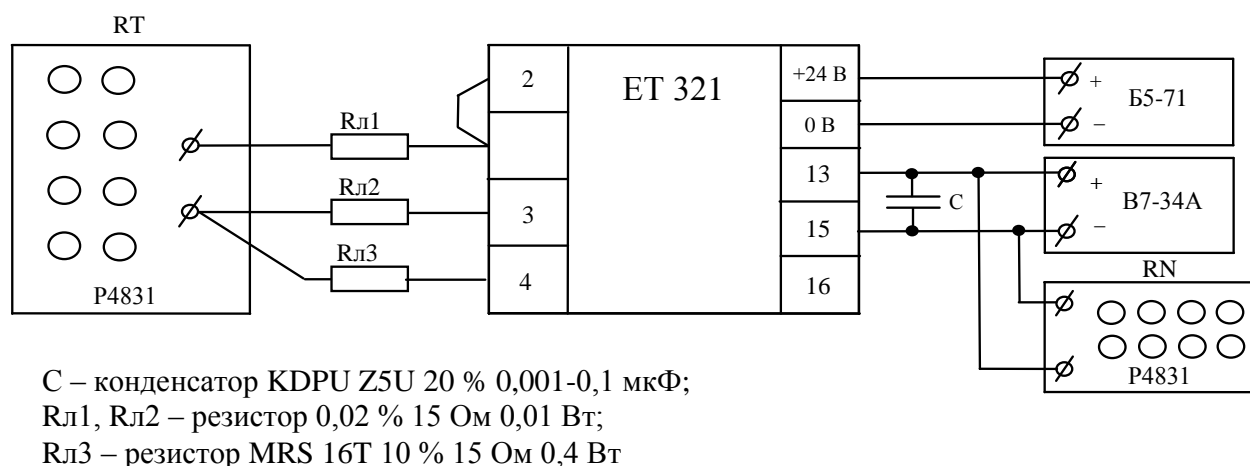 RT
2
ET 321
+24 В
+
Б5-71
0 В
–
Rл1
13
+
Rл2
C
В7-34А
3
15
–
Rл3
RN
4
16
Р4831
Р4831
C – конденсатор KDPU Z5U 20 % 0,001-0,1 мкФ;
Rл1, Rл2 – резистор 0,02 % 15 Ом 0,01 Вт;
Rл3 – резистор MRS 16T 10 % 15 Ом 0,4 Вт